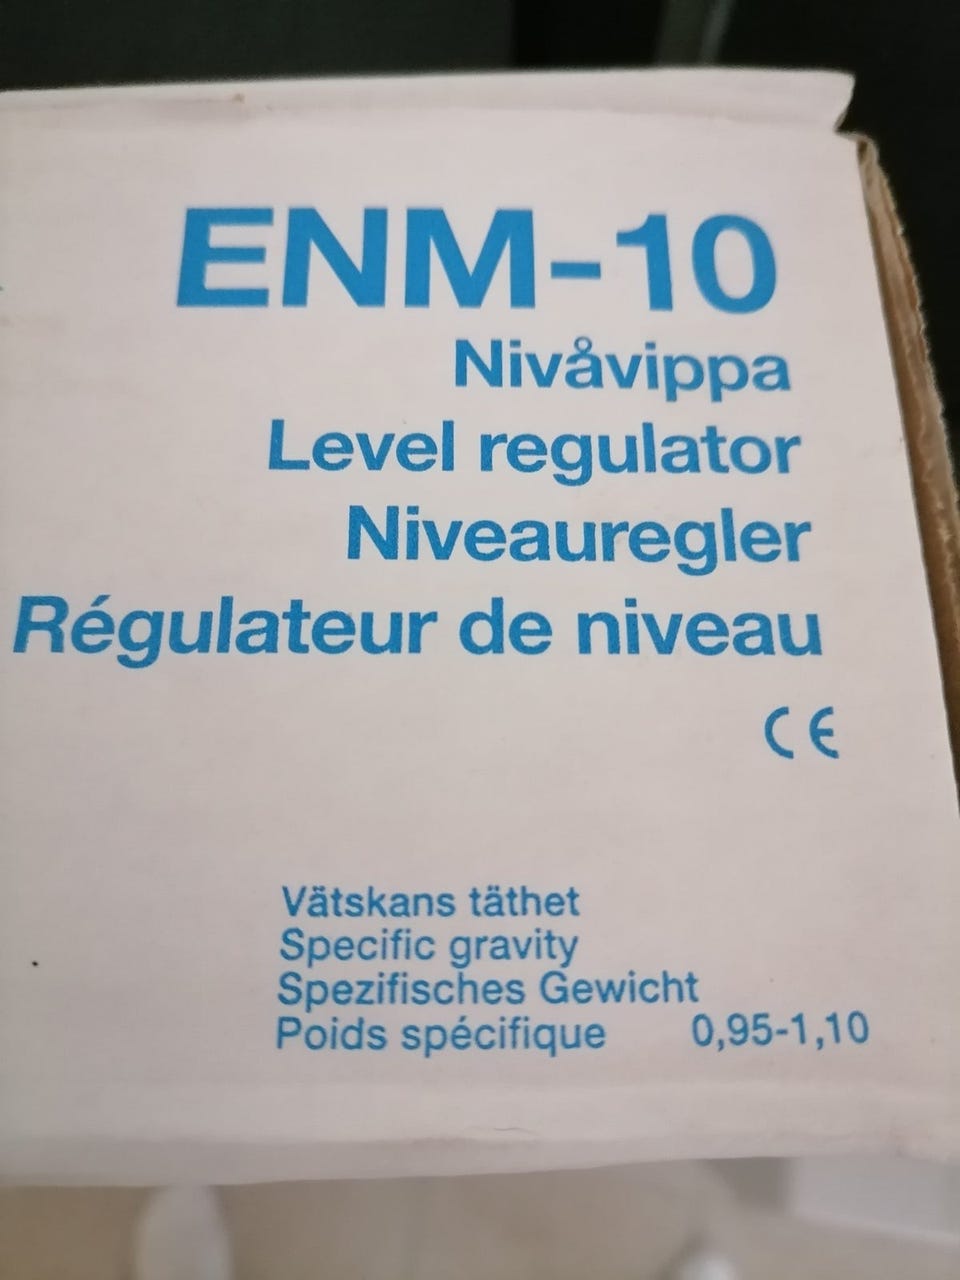 ENM-10
Nivåvippa
Level regulator
Niveauregler
Régulateur de niveau
CE
Vätskans täthet
Specific gravity
Spezifisches Gewicht
Poids spécifique 0,95-1,10